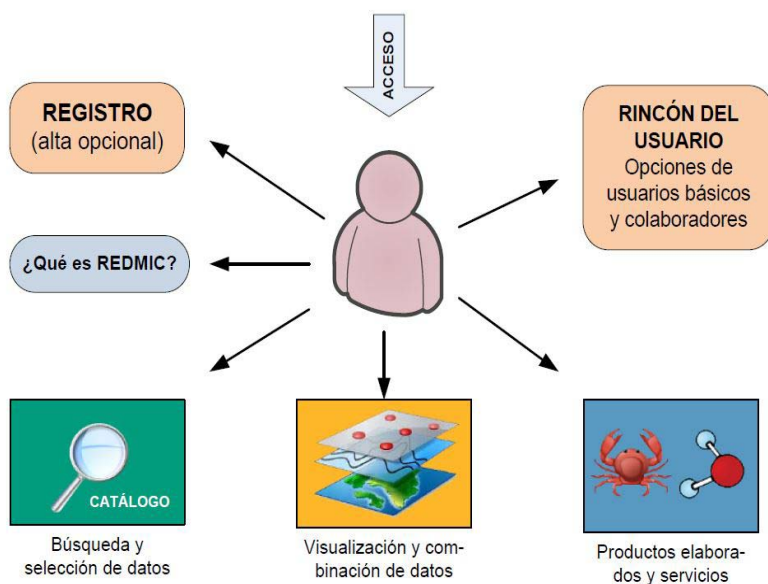 ACCESO
REGISTRO
(alta opcional)
RINCÓN DEL
USUARIO
Opciones de
usuarios básicos
y colaboradores
¿Qué es REDMIC?
CATÁLOGO
Búsqueda y
selección de datos
Visualización y com-
binación de datos
Productos elabora-
dos y servicios